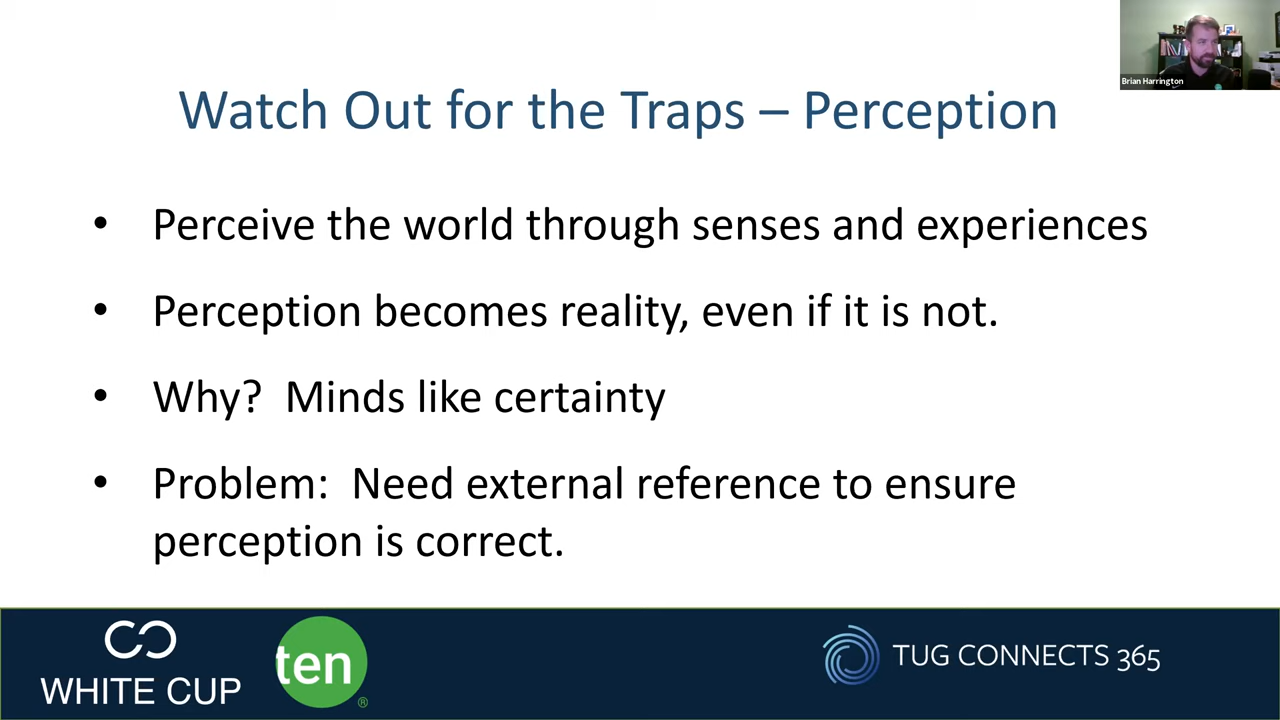 Brian Harrington
Watch Out for the Traps – Perception
• Perceive the world through senses and experiences
• Perception becomes reality, even if it is not.
• Why?  Minds like certainty
• Problem:  Need external reference to ensure
perception is correct.
WHITE CUP
ten®
TUG CONNECTS 365